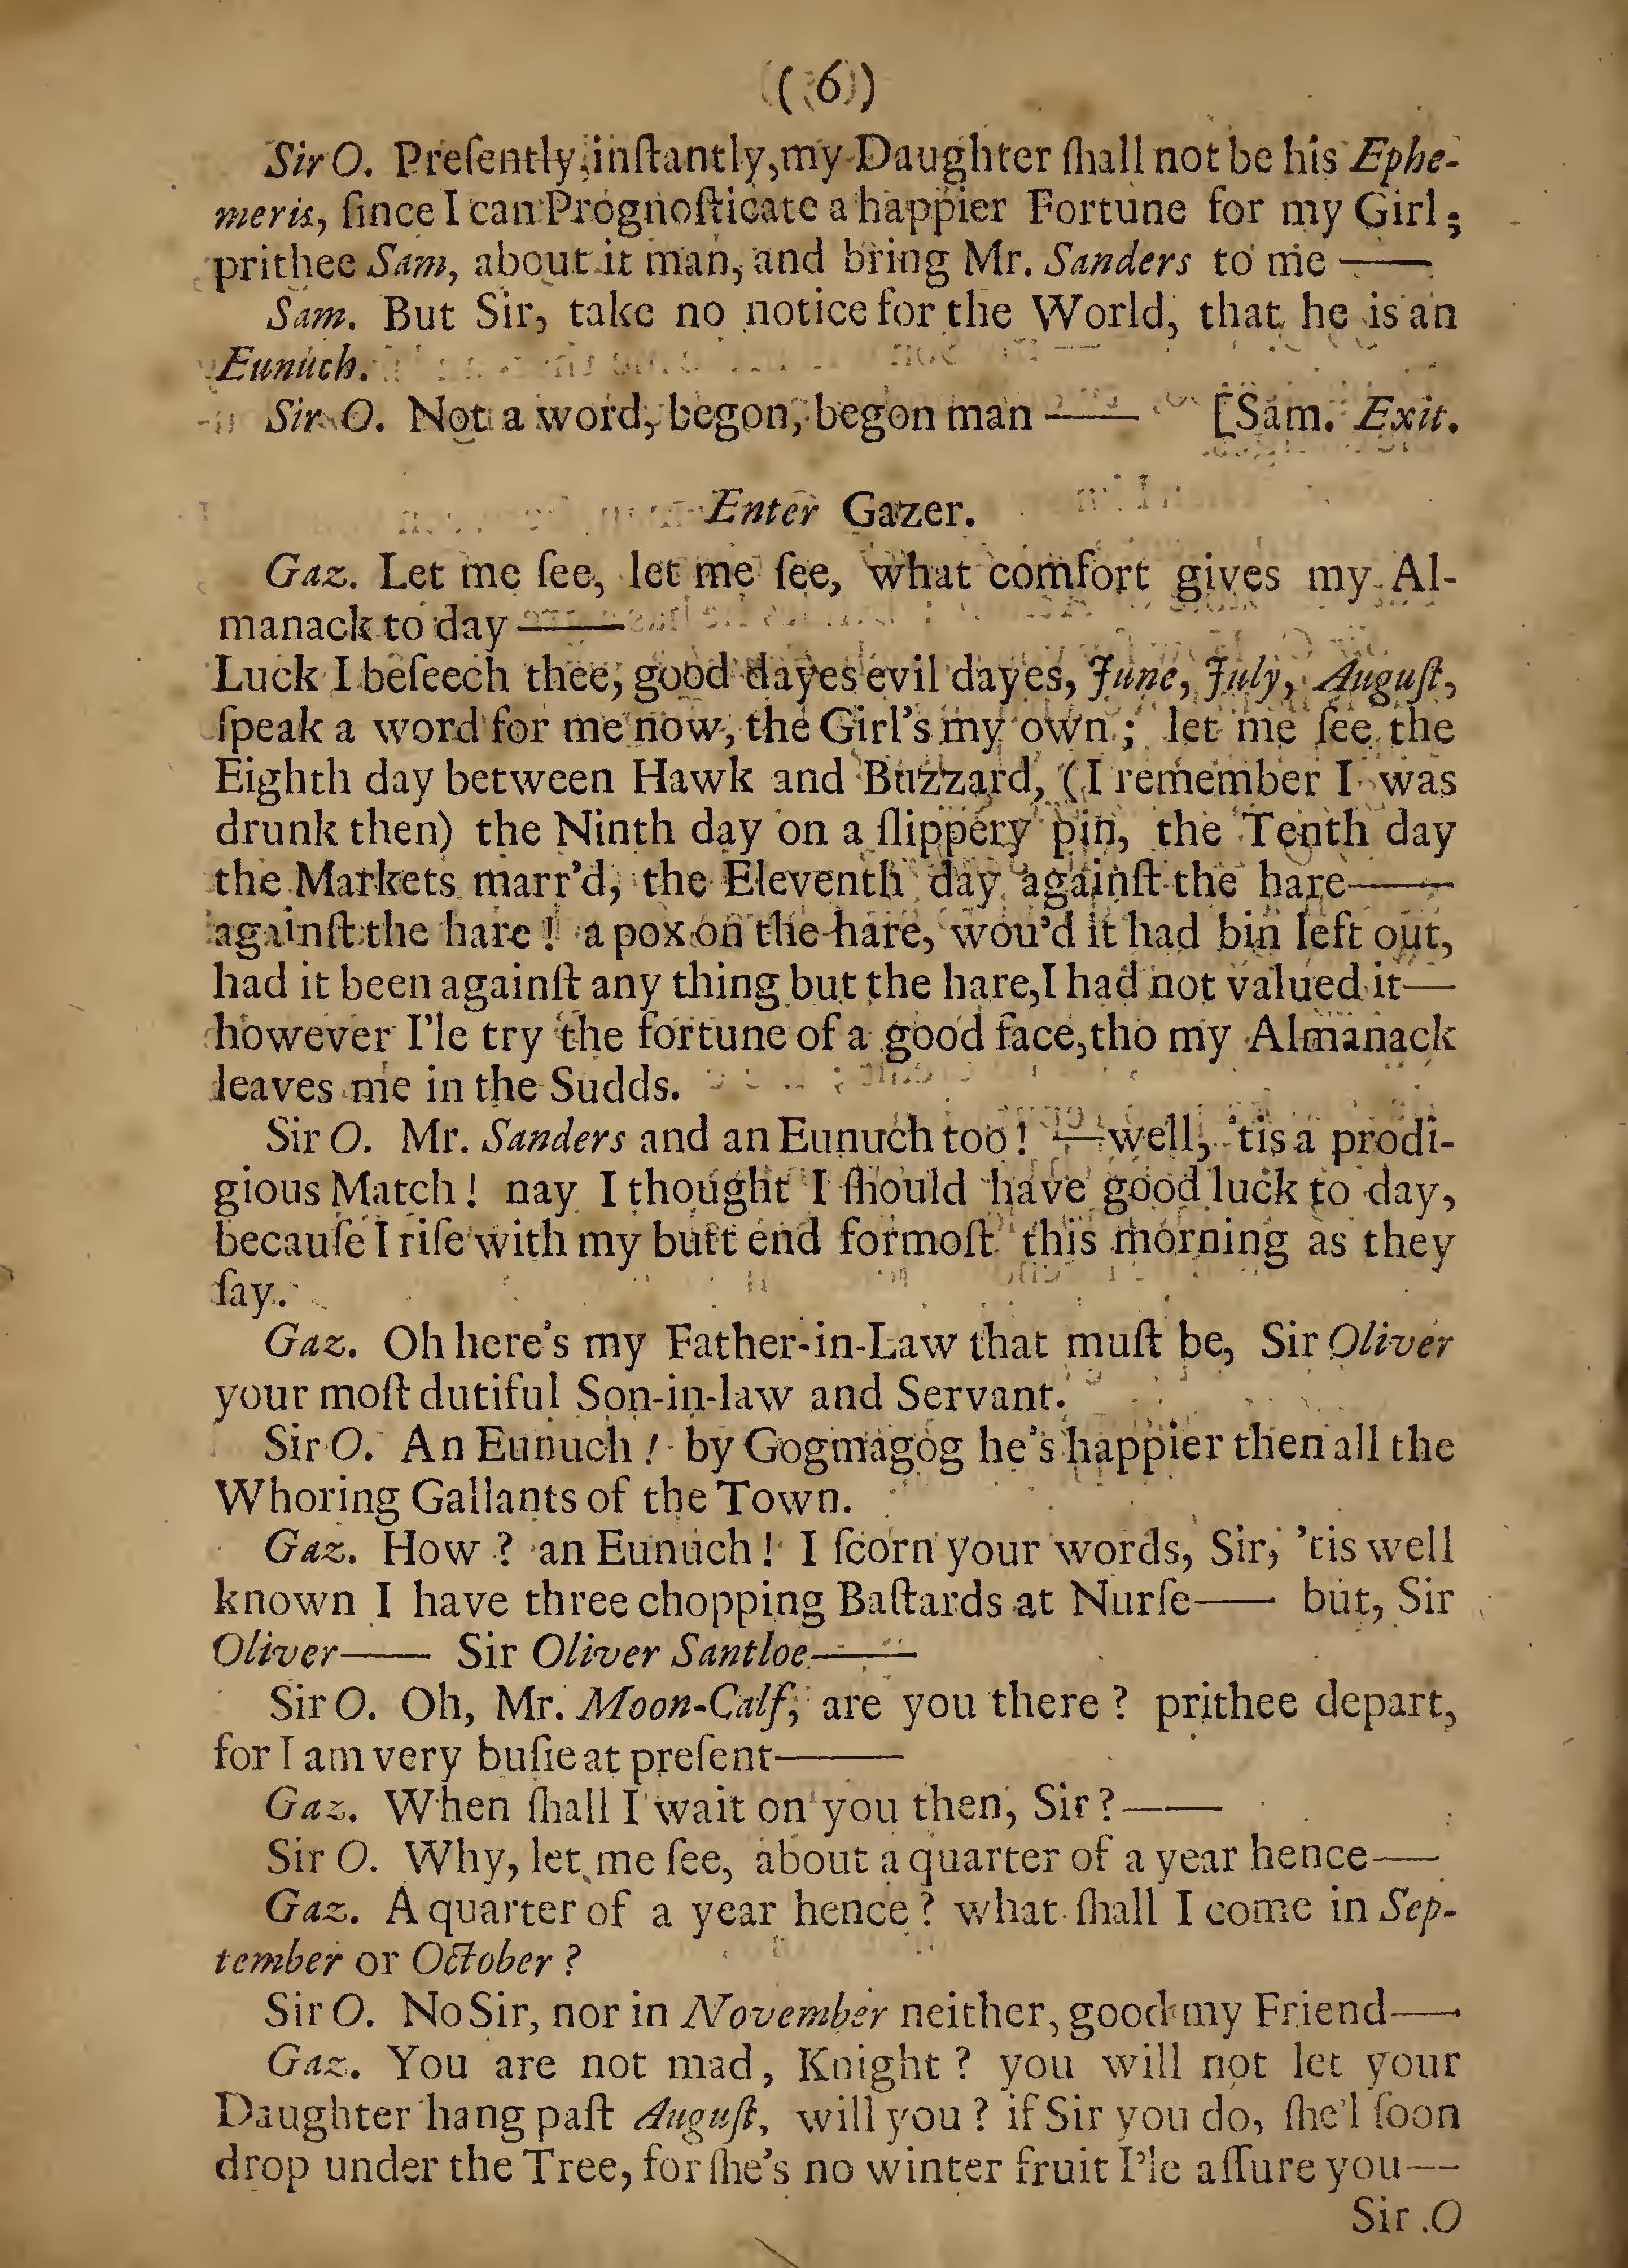 (6)
Sir O. Preſently, inſtantly, my Daughter ſhall not be his Ephe-
meris, ſince I can Prognoſticate a happier Fortune for my Girl;
prithee Sam, about it man, and bring Mr. Sanders to me ——
Sam. But Sir, take no notice for the World, that he is an
Eunuch.
Sir O. Not a word, begon, begon man —— [Sam. Exit.
Enter Gazer.
Gaz. Let me ſee, let me ſee, what comfort gives my Al-
manack to day ——
Luck I beſeech thee, good dayes evil dayes, June, July, Auguſt,
ſpeak a word for me now, the Girl's my own; let me ſee the
Eighth day between Hawk and Buzzard, (I remember I was
drunk then) the Ninth day on a ſlippery pin, the Tenth day
the Markets marr'd, the Eleventh day againſt the hare——
againſt the hare! a pox on the hare, wou'd it had bin left out,
had it been againſt any thing but the hare, I had not valued it—
however I'le try the fortune of a good face, tho my Almanack
leaves me in the Sudds.
Sir O. Mr. Sanders and an Eunuch too! —well, 'tis a prodi-
gious Match! nay I thought I ſhould have good luck to day,
becauſe I riſe with my butt end formoſt this morning as they
ſay.
Gaz. Oh here's my Father-in-Law that muſt be, Sir Oliver
your moſt dutiful Son-in-law and Servant.
Sir O. An Eunuch! by Gogmagog he's happier then all the
Whoring Gallants of the Town.
Gaz. How? an Eunuch! I ſcorn your words, Sir, 'tis well
known I have three chopping Baſtards at Nurſe—— but, Sir
Oliver—— Sir Oliver Santloe——
Sir O. Oh, Mr. Moon-Calf, are you there? prithee depart,
for I am very buſie at preſent——
Gaz. When ſhall I wait on you then, Sir?——
Sir O. Why, let me ſee, about a quarter of a year hence——
Gaz. A quarter of a year hence? what ſhall I come in Sep-
tember or October?
Sir O. No Sir, nor in November neither, good my Friend——
Gaz. You are not mad, Knight? you will not let your
Daughter hang paſt Auguſt, will you? if Sir you do, ſhe'l ſoon
drop under the Tree, for ſhe's no winter fruit I'le aſſure you—
Sir .O